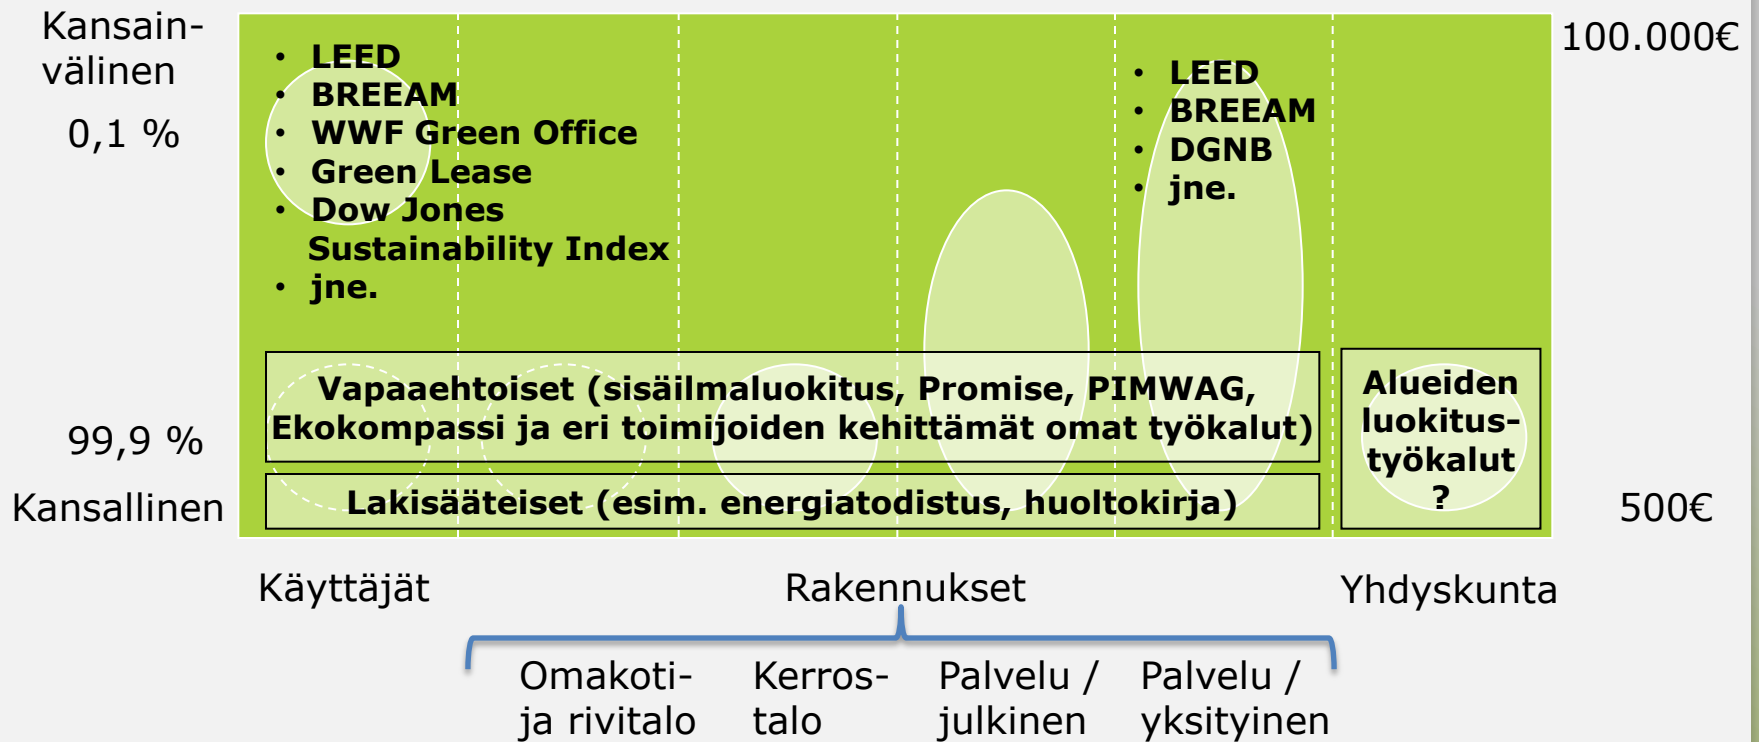 Kansain-
välinen
0,1 %
99,9 %
Kansallinen
• LEED
• BREEAM
• WWF Green Office
• Green Lease
• Dow Jones
Sustainability Index
• jne.
• LEED
• BREEAM
• DGNB
• jne.
100.000€
500€
Vapaaehtoiset (sisäilmaluokitus, Promise, PIMWAG,
Ekokompassi ja eri toimijoiden kehittämät omat työkalut)
Lakisääteiset (esim. energiatodistus, huoltokirja)
Alueiden
luokitus-
työkalut
?
Käyttäjät
Rakennukset
Yhdyskunta
Omakoti-
ja rivitalo
Kerros-
talo
Palvelu /
julkinen
Palvelu /
yksityinen